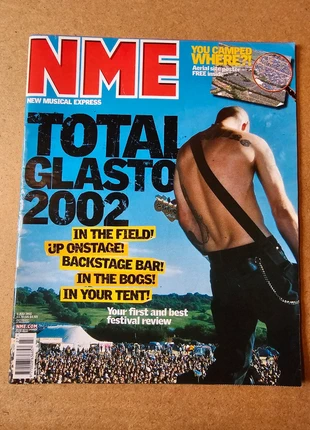 NME
NEW MUSICAL EXPRESS
YOU CAMPED
WHERE?!
Aerial site poster
FREE inside
TOTAL
GLASTO
2002
IN THE FIELD!
UP ONSTAGE!
BACKSTAGE BAR!
IN THE BOGS!
IN YOUR TENT!
Your first and best
festival review
NME.COM